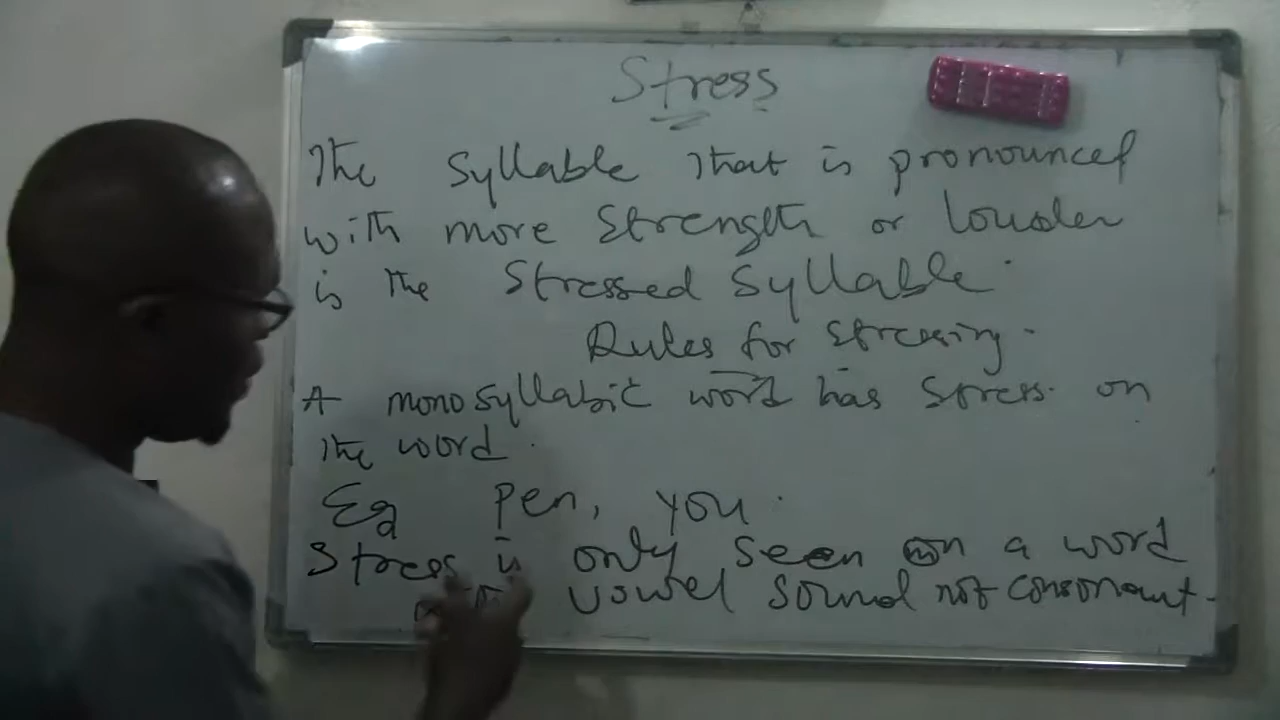 Stress
The syllable that is pronounced
with more strength or louder
is the Stressed Syllable.
Rules for stressing.
A monosyllabic word has stress on
the word.
Eg Pen, you.
Stress is only seen on a word
vowel sound not consonant.